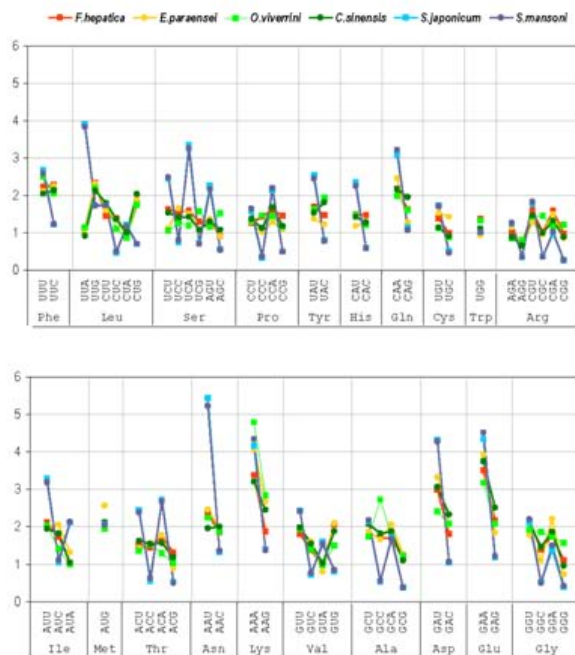 F.hepatica E.paraensei O.viverrini C.sinensis S.japonicum S.mansoni
6
5
4
3
2
1
0
UUU UUC UUA UUG CUU CUC CUA CUG UCU UCC UCA UCG AGU AGC CCU CCC CCA CCG UAU UAC CAU CAC CAA CAG UGU UGC UGG AGA AGG CGU CGC CGA CGG
Phe Leu Ser Pro Tyr His Gln Cys Trp Arg
6
5
4
3
2
1
0
AUU AUC AUA AUG ACU ACC ACA ACG AAU AAC AAA AAG GUU GUC GUA GUG GCU GCC GCA GCG GAU GAC GAA GAG GGU GGC GGA GGG
Ile Met Thr Asn Lys Val Ala Asp Glu Gly